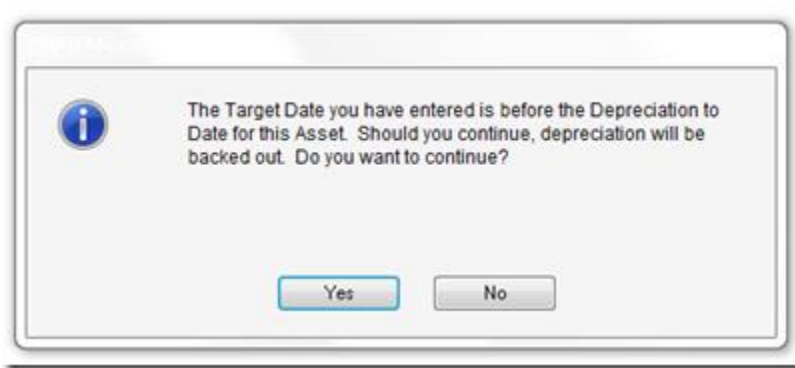 The Target Date you have entered is before the Depreciation to
Date for this Asset.  Should you continue, depreciation will be
backed out.  Do you want to continue?
Yes
No